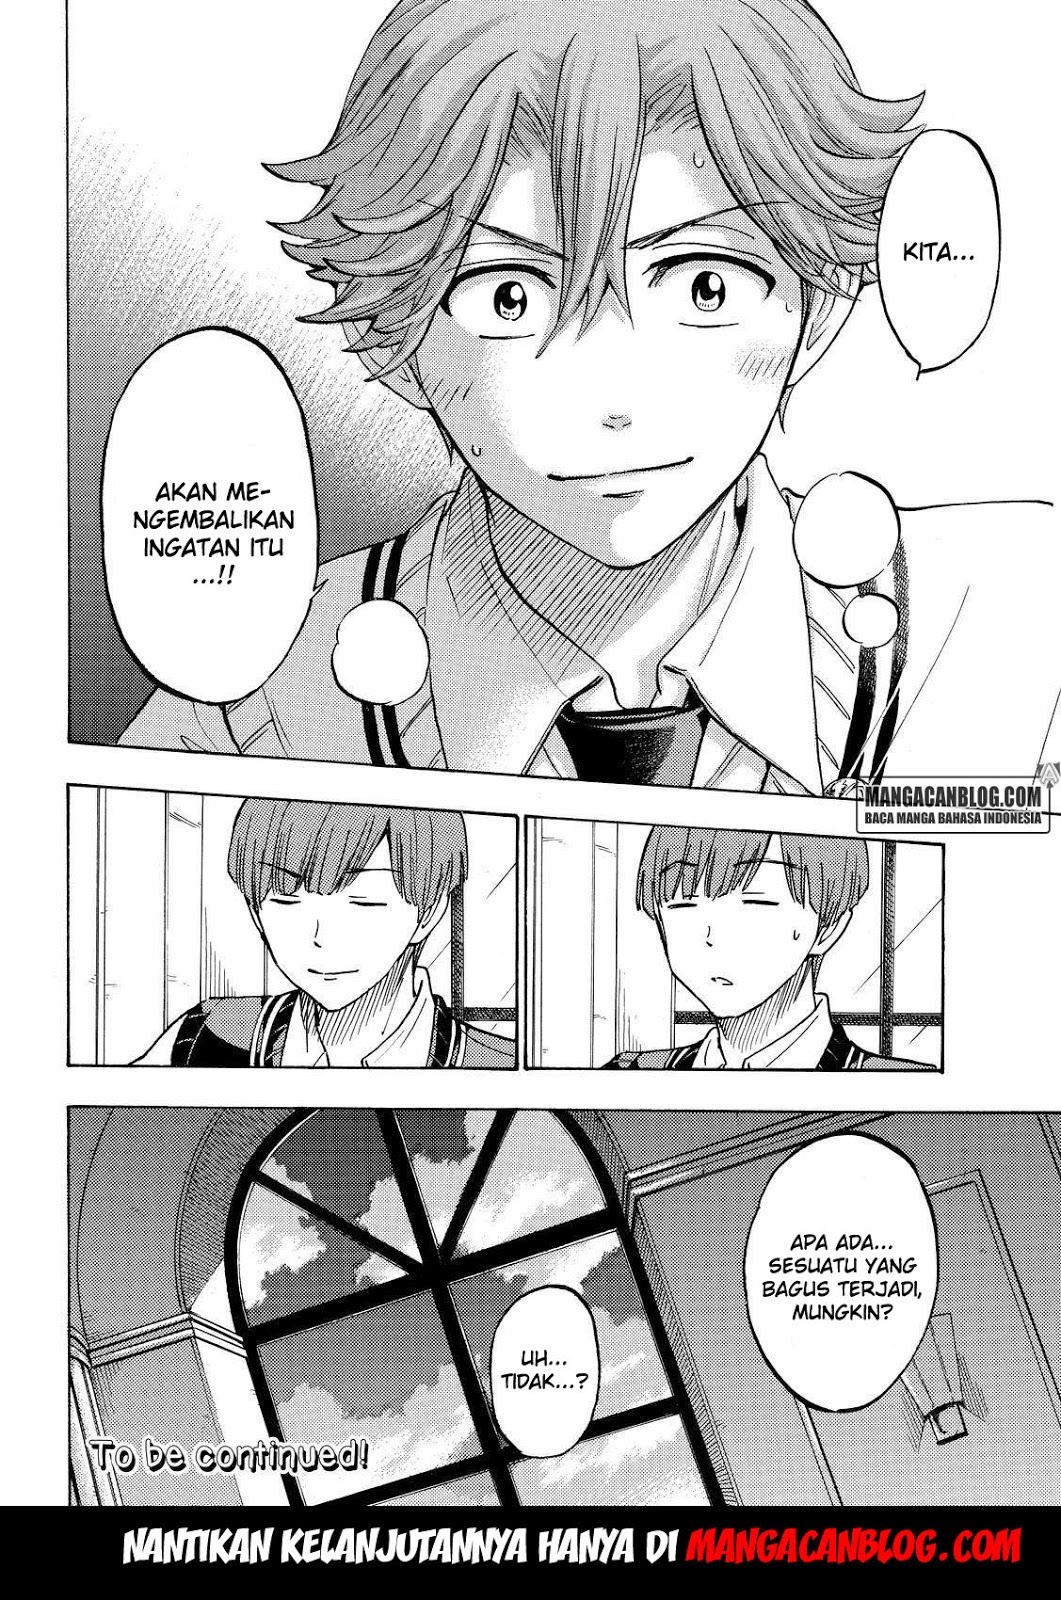 KITA...
AKAN ME-
NGEMBALIKAN
INGATAN ITU
...!!
MANGACANBLOG.COM
BACA MANGA BAHASA INDONESIA
APA ADA...
SESUATU YANG
BAGUS TERJADI,
MUNGKIN?
UH...
TIDAK...?
To be continued!
NANTIKAN KELANJUTANNYA HANYA DI MANGACANBLOG.COM